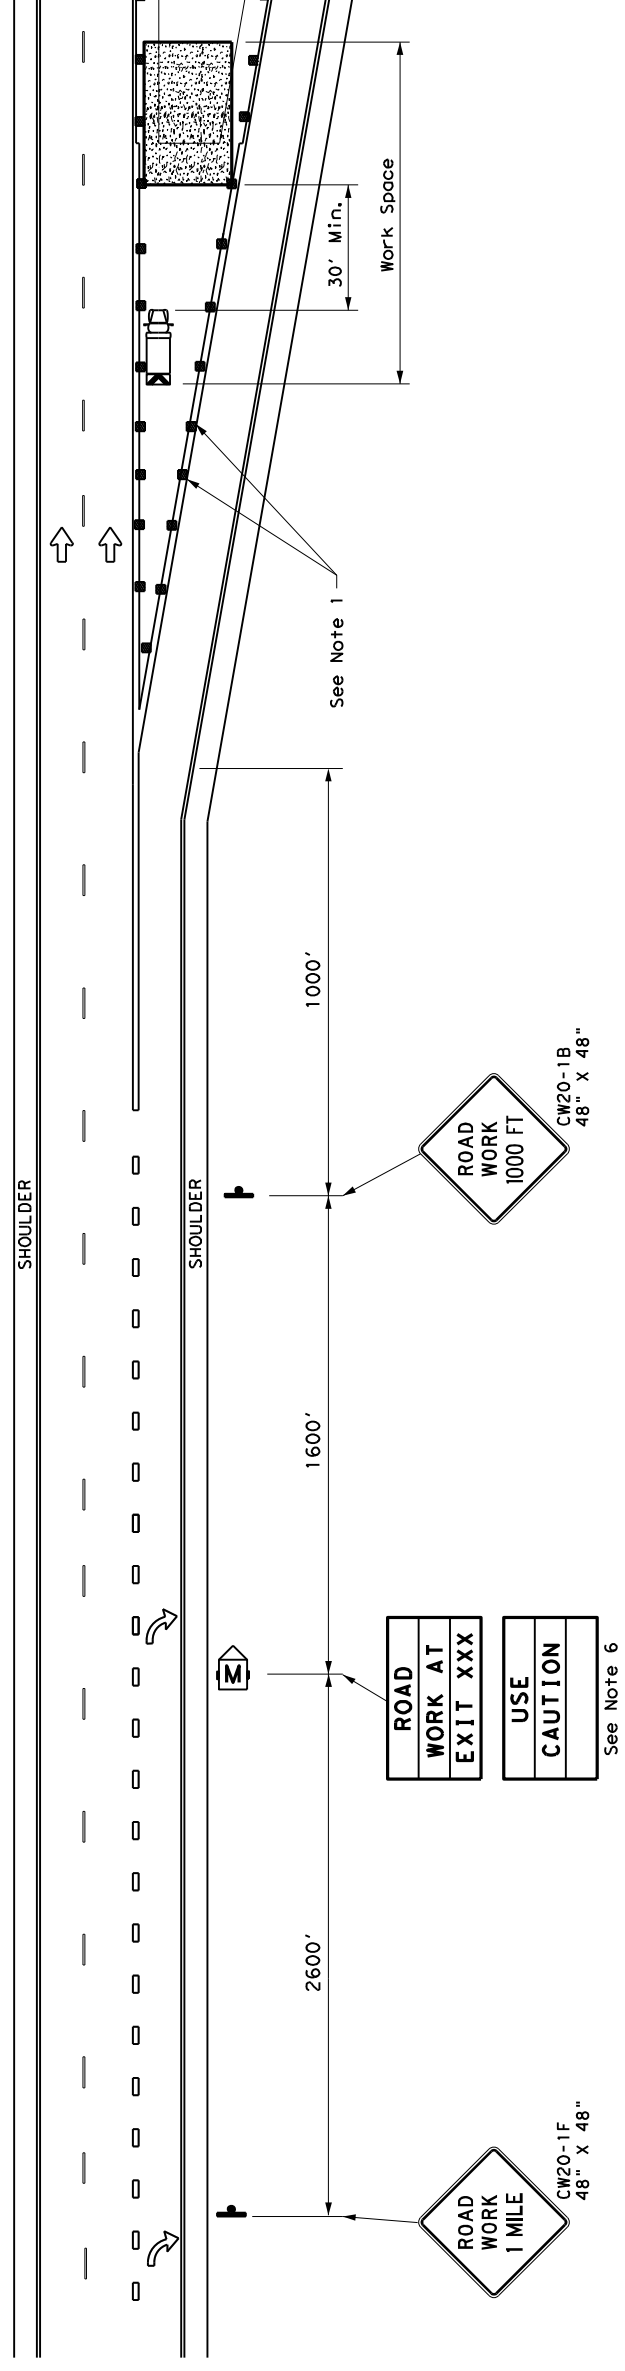 Work Space
30' Min.
See Note 1
1000'
ROAD
WORK
1000 FT
CW20-1B
48" X 48"
SHOULDER
SHOULDER
1600'
M
ROAD
WORK AT
EXIT XXX
USE
CAUTION
See Note 6
2600'
ROAD
WORK
1 MILE
CW20-1F
48" X 48"